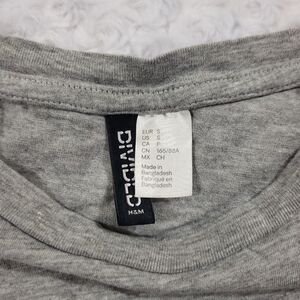 DIVIDED
H&M
EUR S
US S
CA P
CN 165/88A
MX CH
Made in
Bangladesh
Fabriqué en
Bangladesh